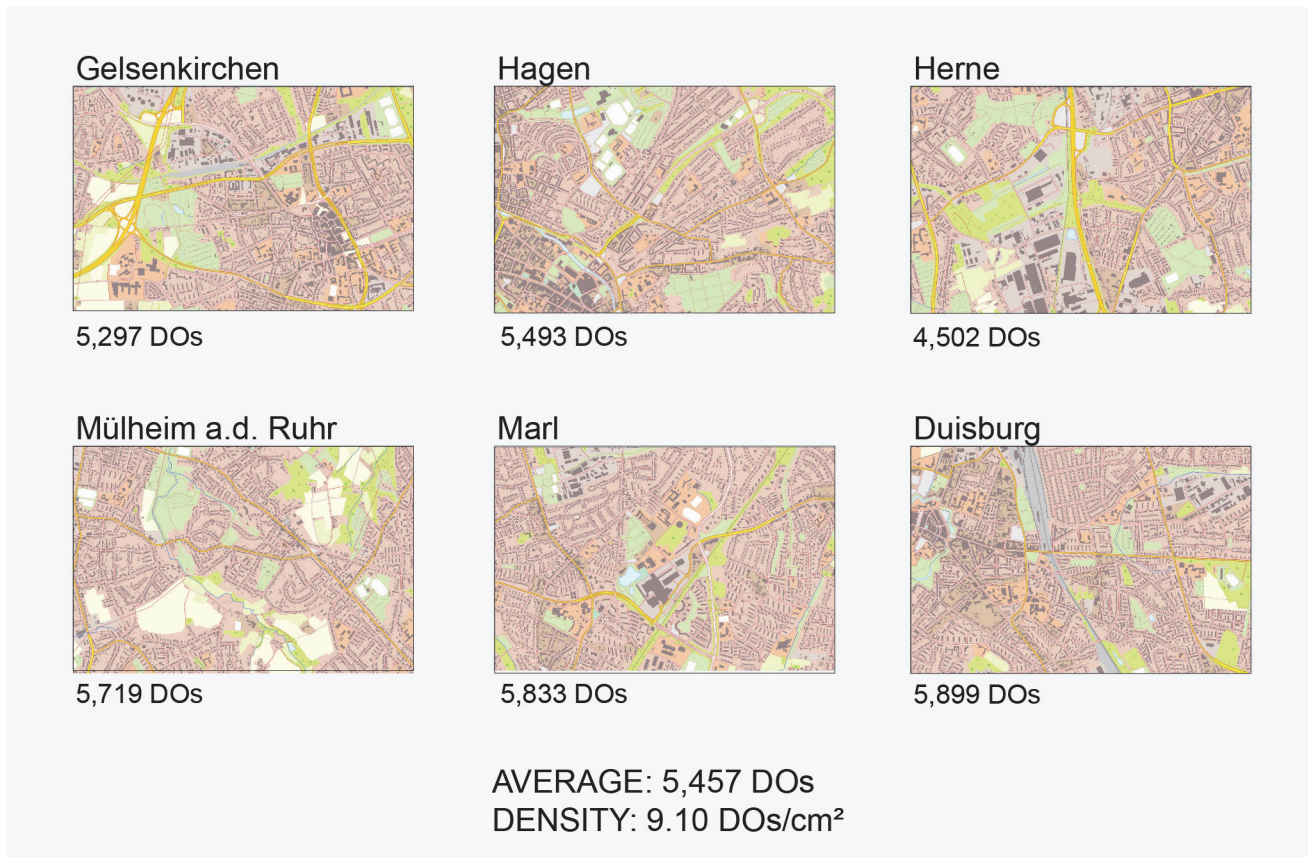 Gelsenkirchen
Hagen
Herne
5,297 DOs
5,493 DOs
4,502 DOs
Mülheim a.d. Ruhr
Marl
Duisburg
5,719 DOs
5,833 DOs
5,899 DOs
AVERAGE: 5,457 DOs
DENSITY: 9.10 DOs/cm²